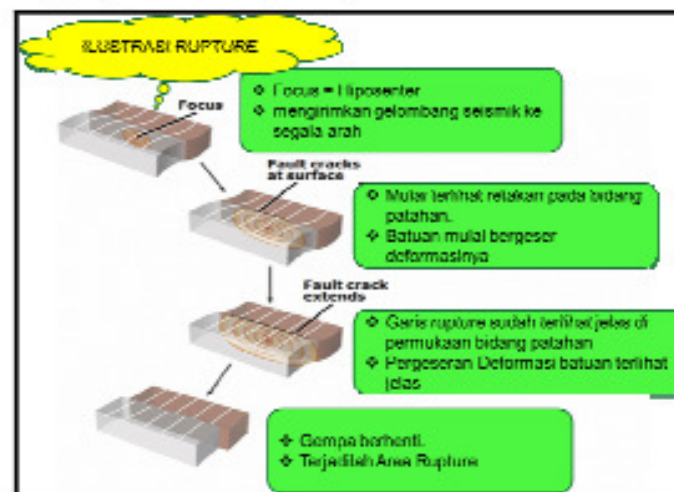 ILUSTRASI RUPTURE
Focus
❖ Focus = Hiposenter
❖ mengirimkan gelombang seismik ke
segala arah
Fault cracks
at surface
❖ Mulai terlihat retakan pada bidang
patahan.
❖ Batuan mulai bergeser
deformasinya
Fault crack
extends
❖ Garis rupture sudah terlihat jelas di
permukaan bidang patahan
❖ Pergeseran Deformasi batuan terlihat
jelas
❖ Gempa berhenti.
❖ Terjadilah Area Rupture